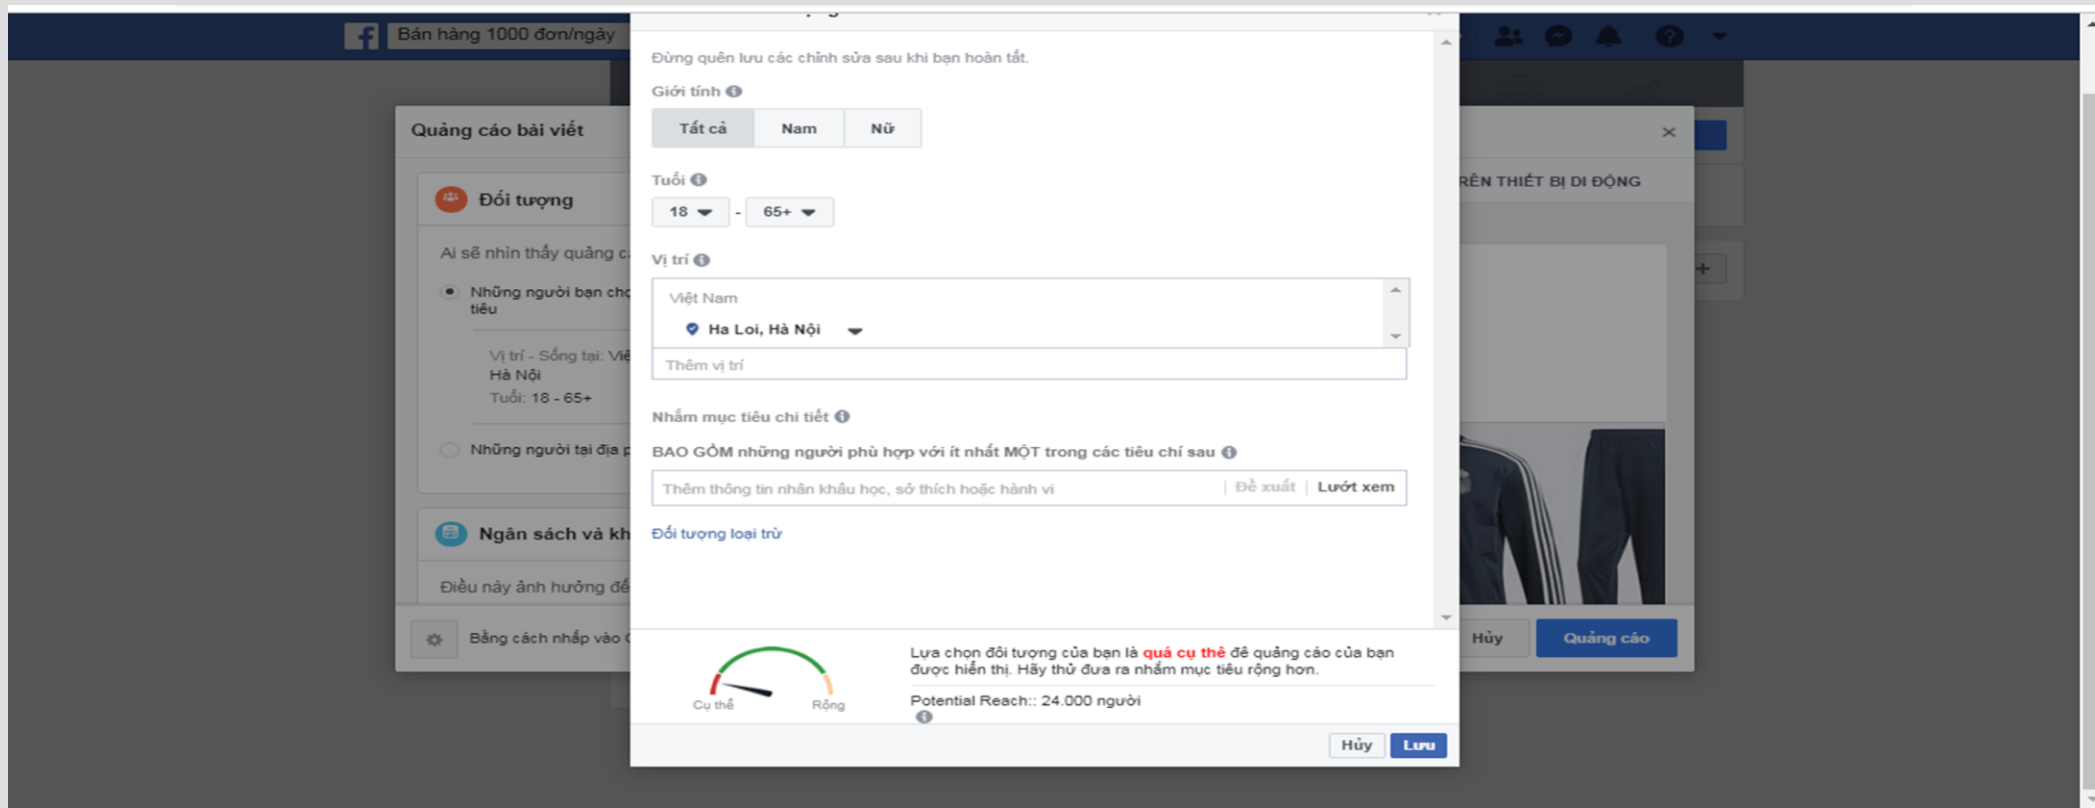 Bán hàng 1000 đơn/ngày
Quảng cáo bài viết
Đối tượng
Ai sẽ nhìn thấy quảng c
Những người bạn chọ
tiêu
Vị trí - Sống tại: Việ
Hà Nội
Tuổi: 18 - 65+
Những người tại địa p
Ngân sách và kh
Điều này ảnh hưởng đế
Bằng cách nhấp vào
Đừng quên lưu các chỉnh sửa sau khi bạn hoàn tất.
Giới tính
Tất cả Nam Nữ
Tuổi
18 - 65+
Vị trí
Việt Nam
Ha Loi, Hà Nội
Thêm vị trí
Nhắm mục tiêu chi tiết
BAO GỒM những người phù hợp với ít nhất MỘT trong các tiêu chí sau
Thêm thông tin nhân khẩu học, sở thích hoặc hành vi | Đề xuất | Lướt xem
Đối tượng loại trừ
Cụ thể Rộng
Lựa chọn đối tượng của bạn là quá cụ thể để quảng cáo của bạn
được hiển thị. Hãy thử đưa ra nhắm mục tiêu rộng hơn.
Potential Reach:: 24.000 người
Hủy Lưu
RÊN THIẾT BỊ DI ĐỘNG
Hủy Quảng cáo